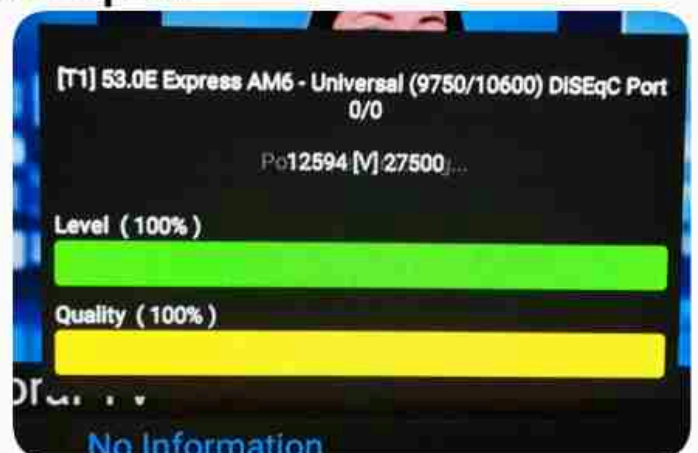 [T1] 53.0E Express AM6 - Universal (9750/10600) DiSEqC Port
0/0
12594 [V] 27500
Level ( 100% )
Quality ( 100% )
No Information